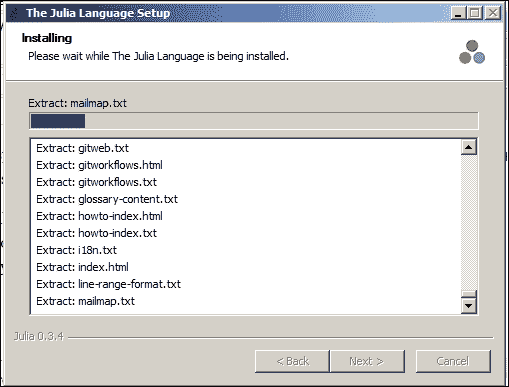 The Julia Language Setup
Installing
Please wait while The Julia Language is being installed.
Extract: mailmap.txt
Extract: gitweb.txt
Extract: gitworkflows.html
Extract: gitworkflows.txt
Extract: glossary-content.txt
Extract: howto-index.html
Extract: howto-index.txt
Extract: i18n.txt
Extract: index.html
Extract: line-range-format.txt
Extract: mailmap.txt
Julia 0.3.4
< Back Next > Cancel